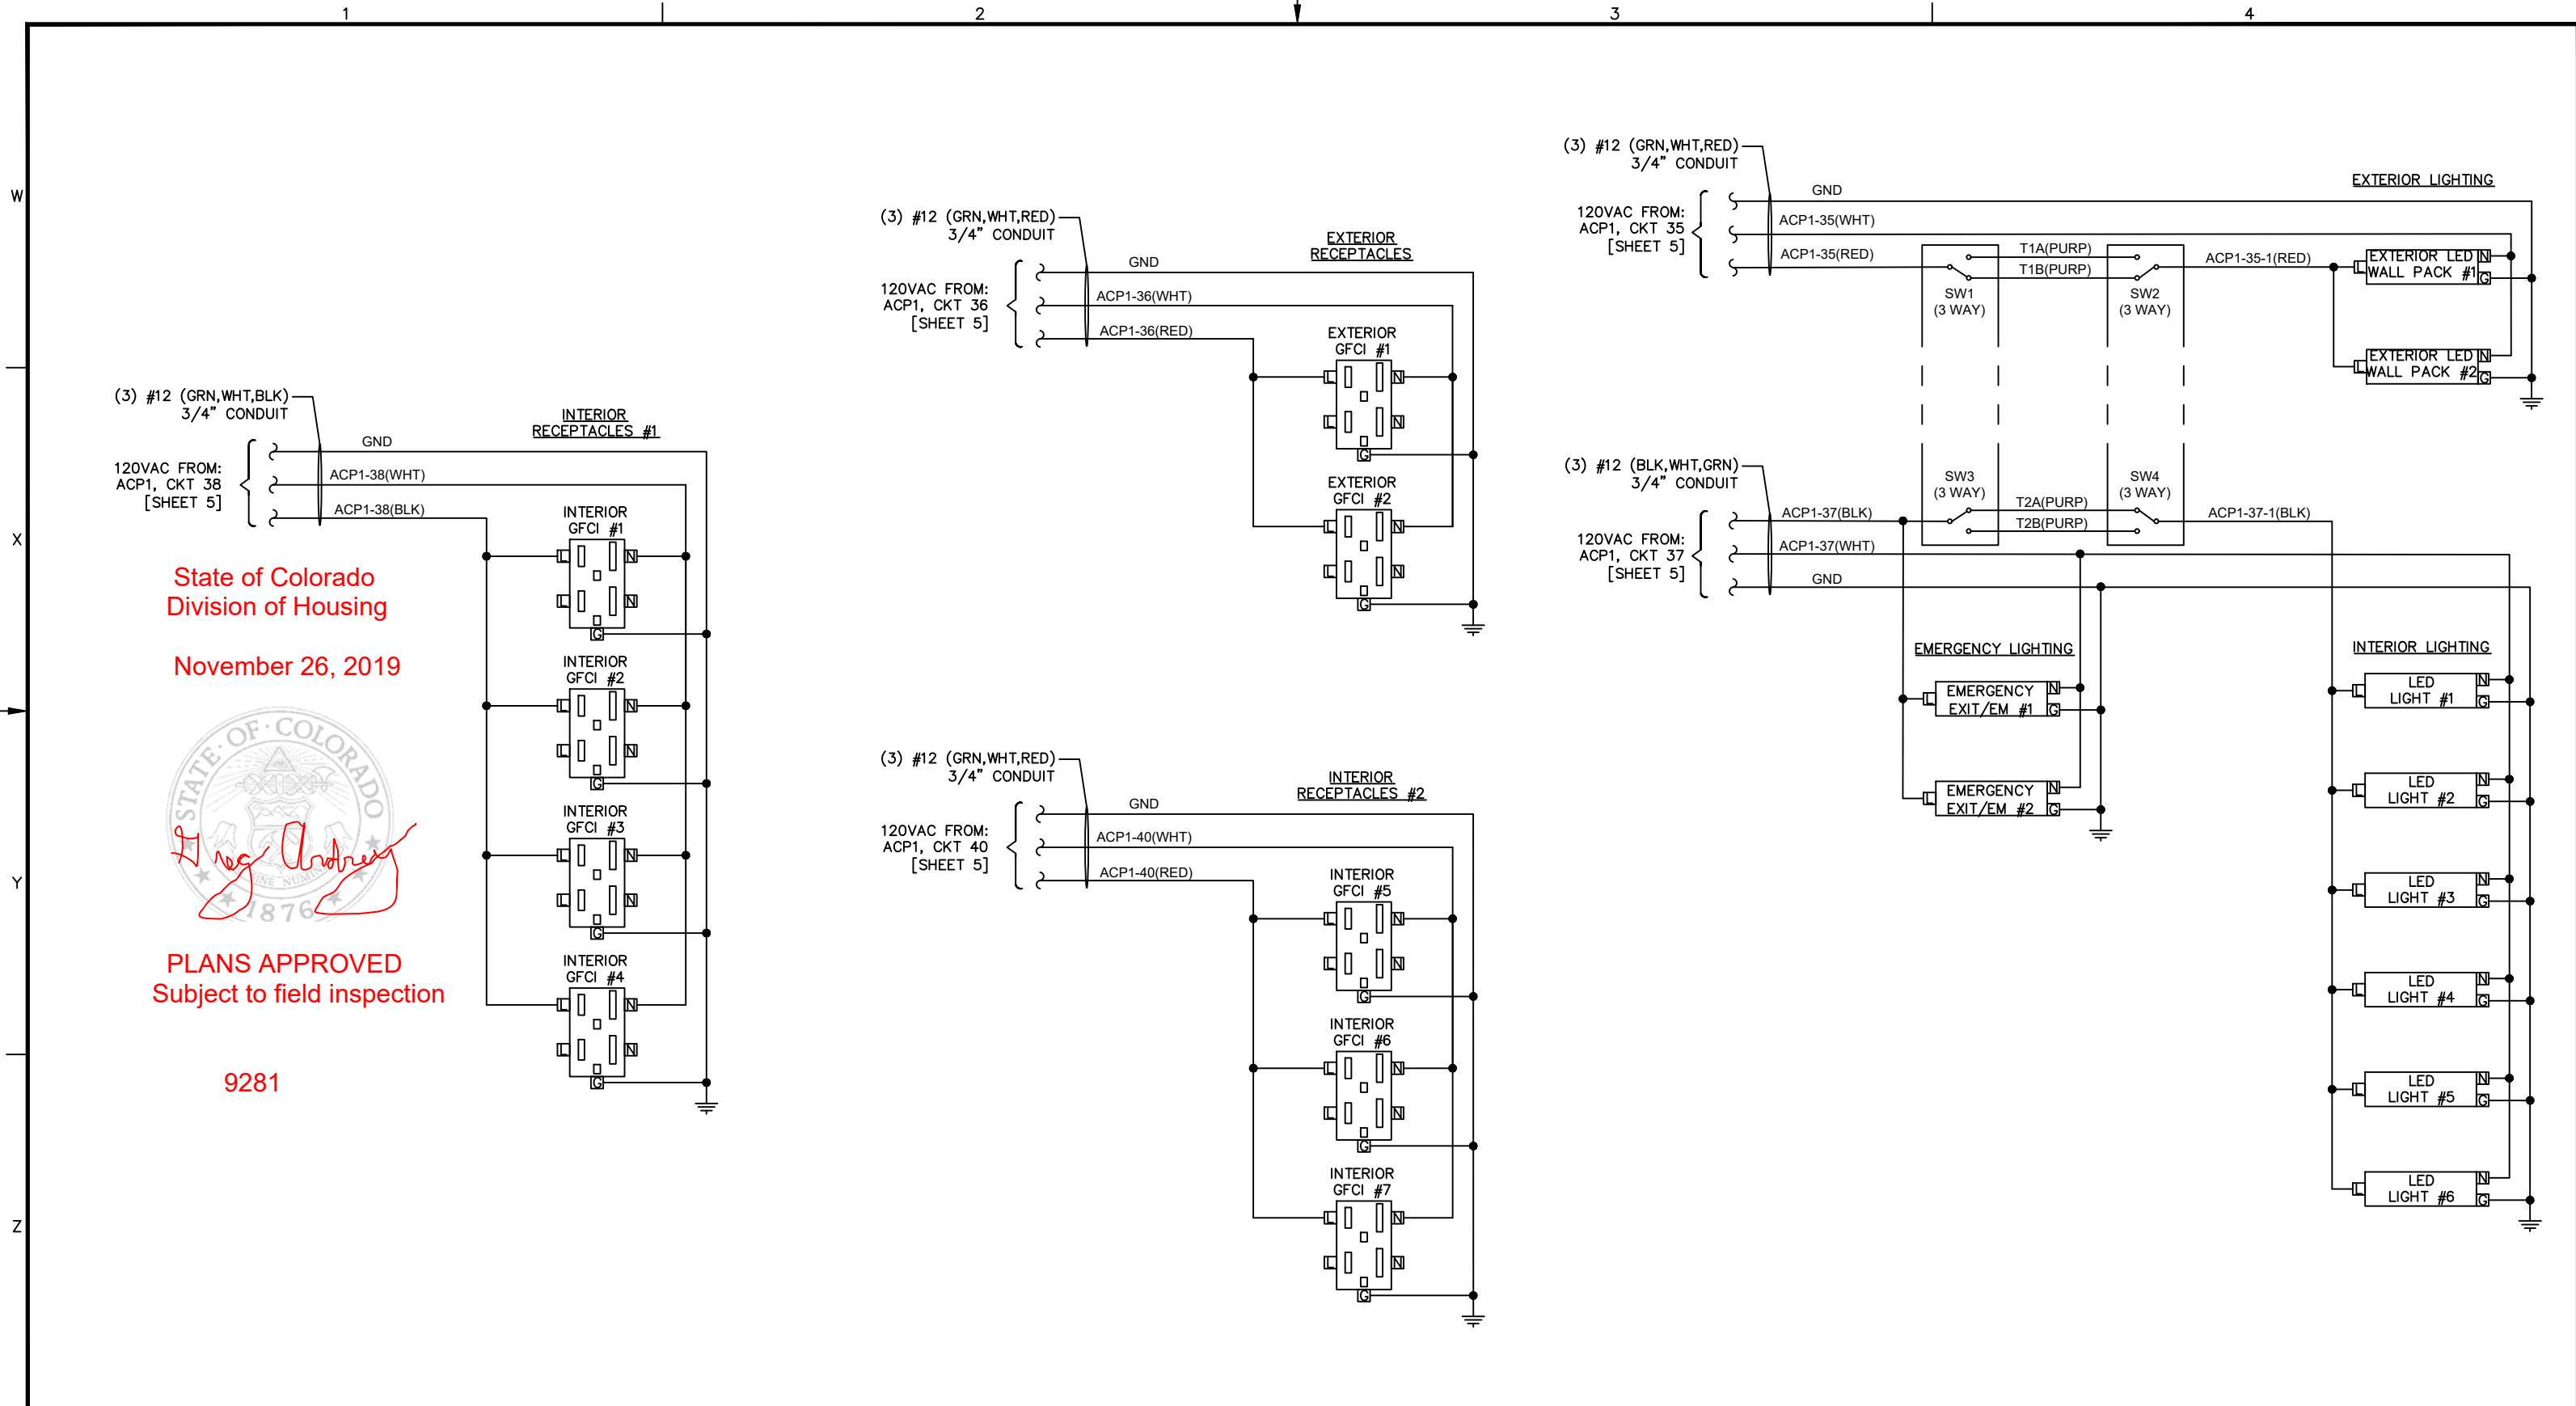 1
2
3
4
W
X
Y
Z
(3) #12 (GRN,WHT,BLK)
3/4" CONDUIT
120VAC FROM:
ACP1, CKT 38
[SHEET 5]
GND
ACP1-38(WHT)
ACP1-38(BLK)
INTERIOR
RECEPTACLES #1
INTERIOR
GFCI #1
L
N
L
N
G
INTERIOR
GFCI #2
L
N
L
N
G
INTERIOR
GFCI #3
L
N
L
N
G
INTERIOR
GFCI #4
L
N
L
N
G
State of Colorado
Division of Housing
November 26, 2019
STATE·OF·COLORADO
1876
PLANS APPROVED
Subject to field inspection
9281
(3) #12 (GRN,WHT,RED)
3/4" CONDUIT
120VAC FROM:
ACP1, CKT 36
[SHEET 5]
GND
ACP1-36(WHT)
ACP1-36(RED)
EXTERIOR
RECEPTACLES
EXTERIOR
GFCI #1
L
N
L
N
G
EXTERIOR
GFCI #2
L
N
L
N
G
(3) #12 (GRN,WHT,RED)
3/4" CONDUIT
120VAC FROM:
ACP1, CKT 40
[SHEET 5]
GND
ACP1-40(WHT)
ACP1-40(RED)
INTERIOR
RECEPTACLES #2
INTERIOR
GFCI #5
L
N
L
N
G
INTERIOR
GFCI #6
L
N
L
N
G
INTERIOR
GFCI #7
L
N
L
N
G
(3) #12 (GRN,WHT,RED)
3/4" CONDUIT
120VAC FROM:
ACP1, CKT 35
[SHEET 5]
GND
ACP1-35(WHT)
ACP1-35(RED)
SW1
(3 WAY)
T1A(PURP)
T1B(PURP)
SW2
(3 WAY)
ACP1-35-1(RED)
EXTERIOR LIGHTING
L
EXTERIOR LED
WALL PACK #1
N
G
L
EXTERIOR LED
WALL PACK #2
N
G
(3) #12 (BLK,WHT,GRN)
3/4" CONDUIT
120VAC FROM:
ACP1, CKT 37
[SHEET 5]
ACP1-37(BLK)
ACP1-37(WHT)
GND
SW3
(3 WAY)
T2A(PURP)
T2B(PURP)
SW4
(3 WAY)
ACP1-37-1(BLK)
EMERGENCY LIGHTING
L
EMERGENCY
EXIT/EM #1
N
G
L
EMERGENCY
EXIT/EM #2
N
G
INTERIOR LIGHTING
L
LED
LIGHT #1
N
G
L
LED
LIGHT #2
N
G
L
LED
LIGHT #3
N
G
L
LED
LIGHT #4
N
G
L
LED
LIGHT #5
N
G
L
LED
LIGHT #6
N
G